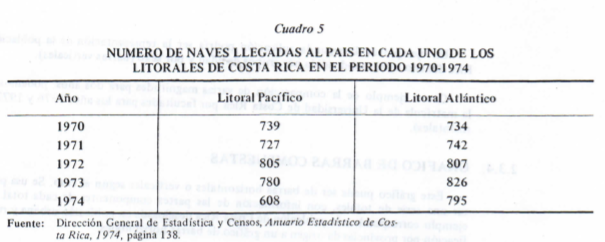 Cuadro 5
NUMERO DE NAVES LLEGADAS AL PAIS EN CADA UNO DE LOS
LITORALES DE COSTA RICA EN EL PERIODO 1970-1974
Año Litoral Pacífico Litoral Atlántico
1970 739 734
1971 727 742
1972 805 807
1973 780 826
1974 608 795
Fuente: Dirección General de Estadística y Censos, Anuario Estadístico de Cos-
ta Rica, 1974, página 138.